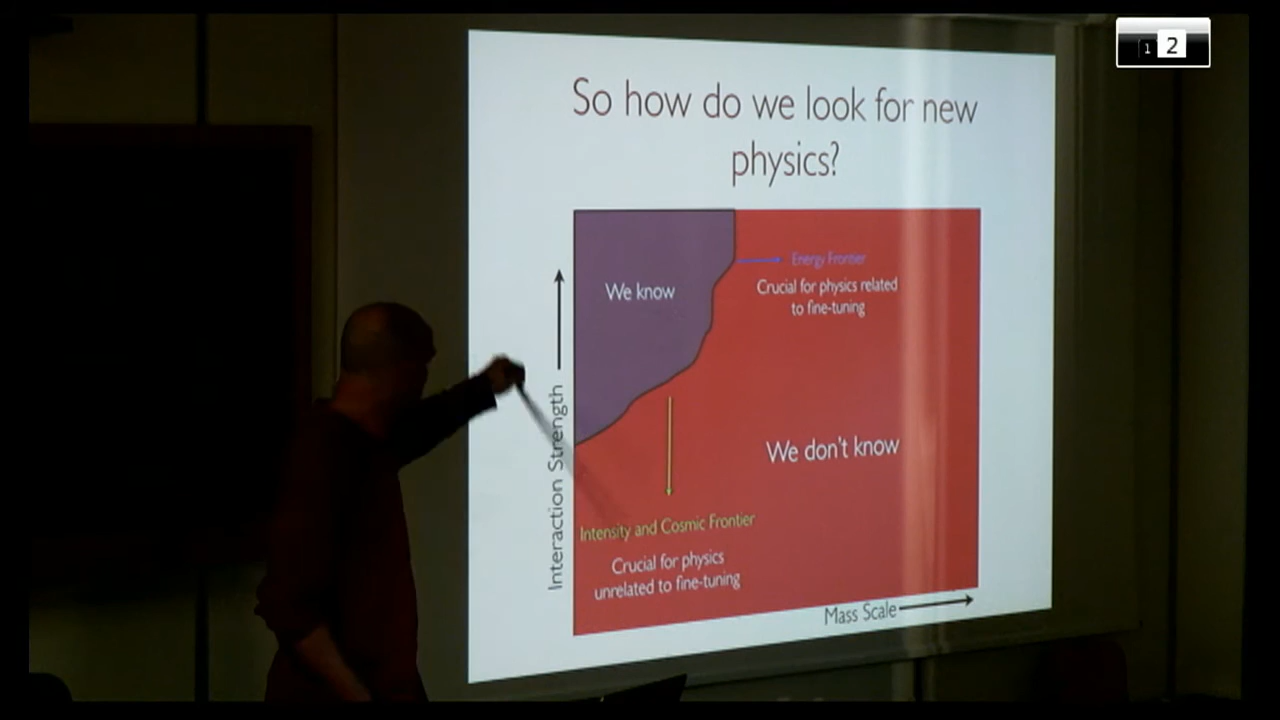 1 2
So how do we look for new
physics?
We know
Energy Frontier
Crucial for physics related
to fine-tuning
Interaction Strength
We don't know
Intensity and Cosmic Frontier
Crucial for physics
unrelated to fine-tuning
Mass Scale